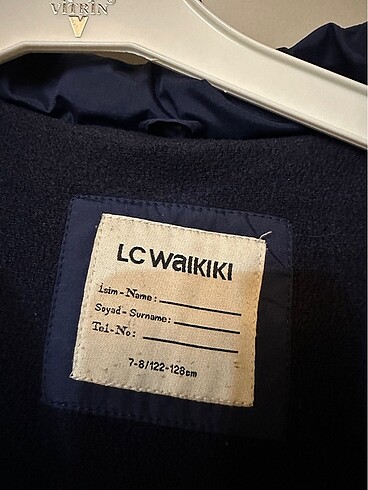 VİTRİN
V
LC WAIKIKI
İsim-Name:
Soyad-Surname:
Tel-No:
7-8/122-128cm